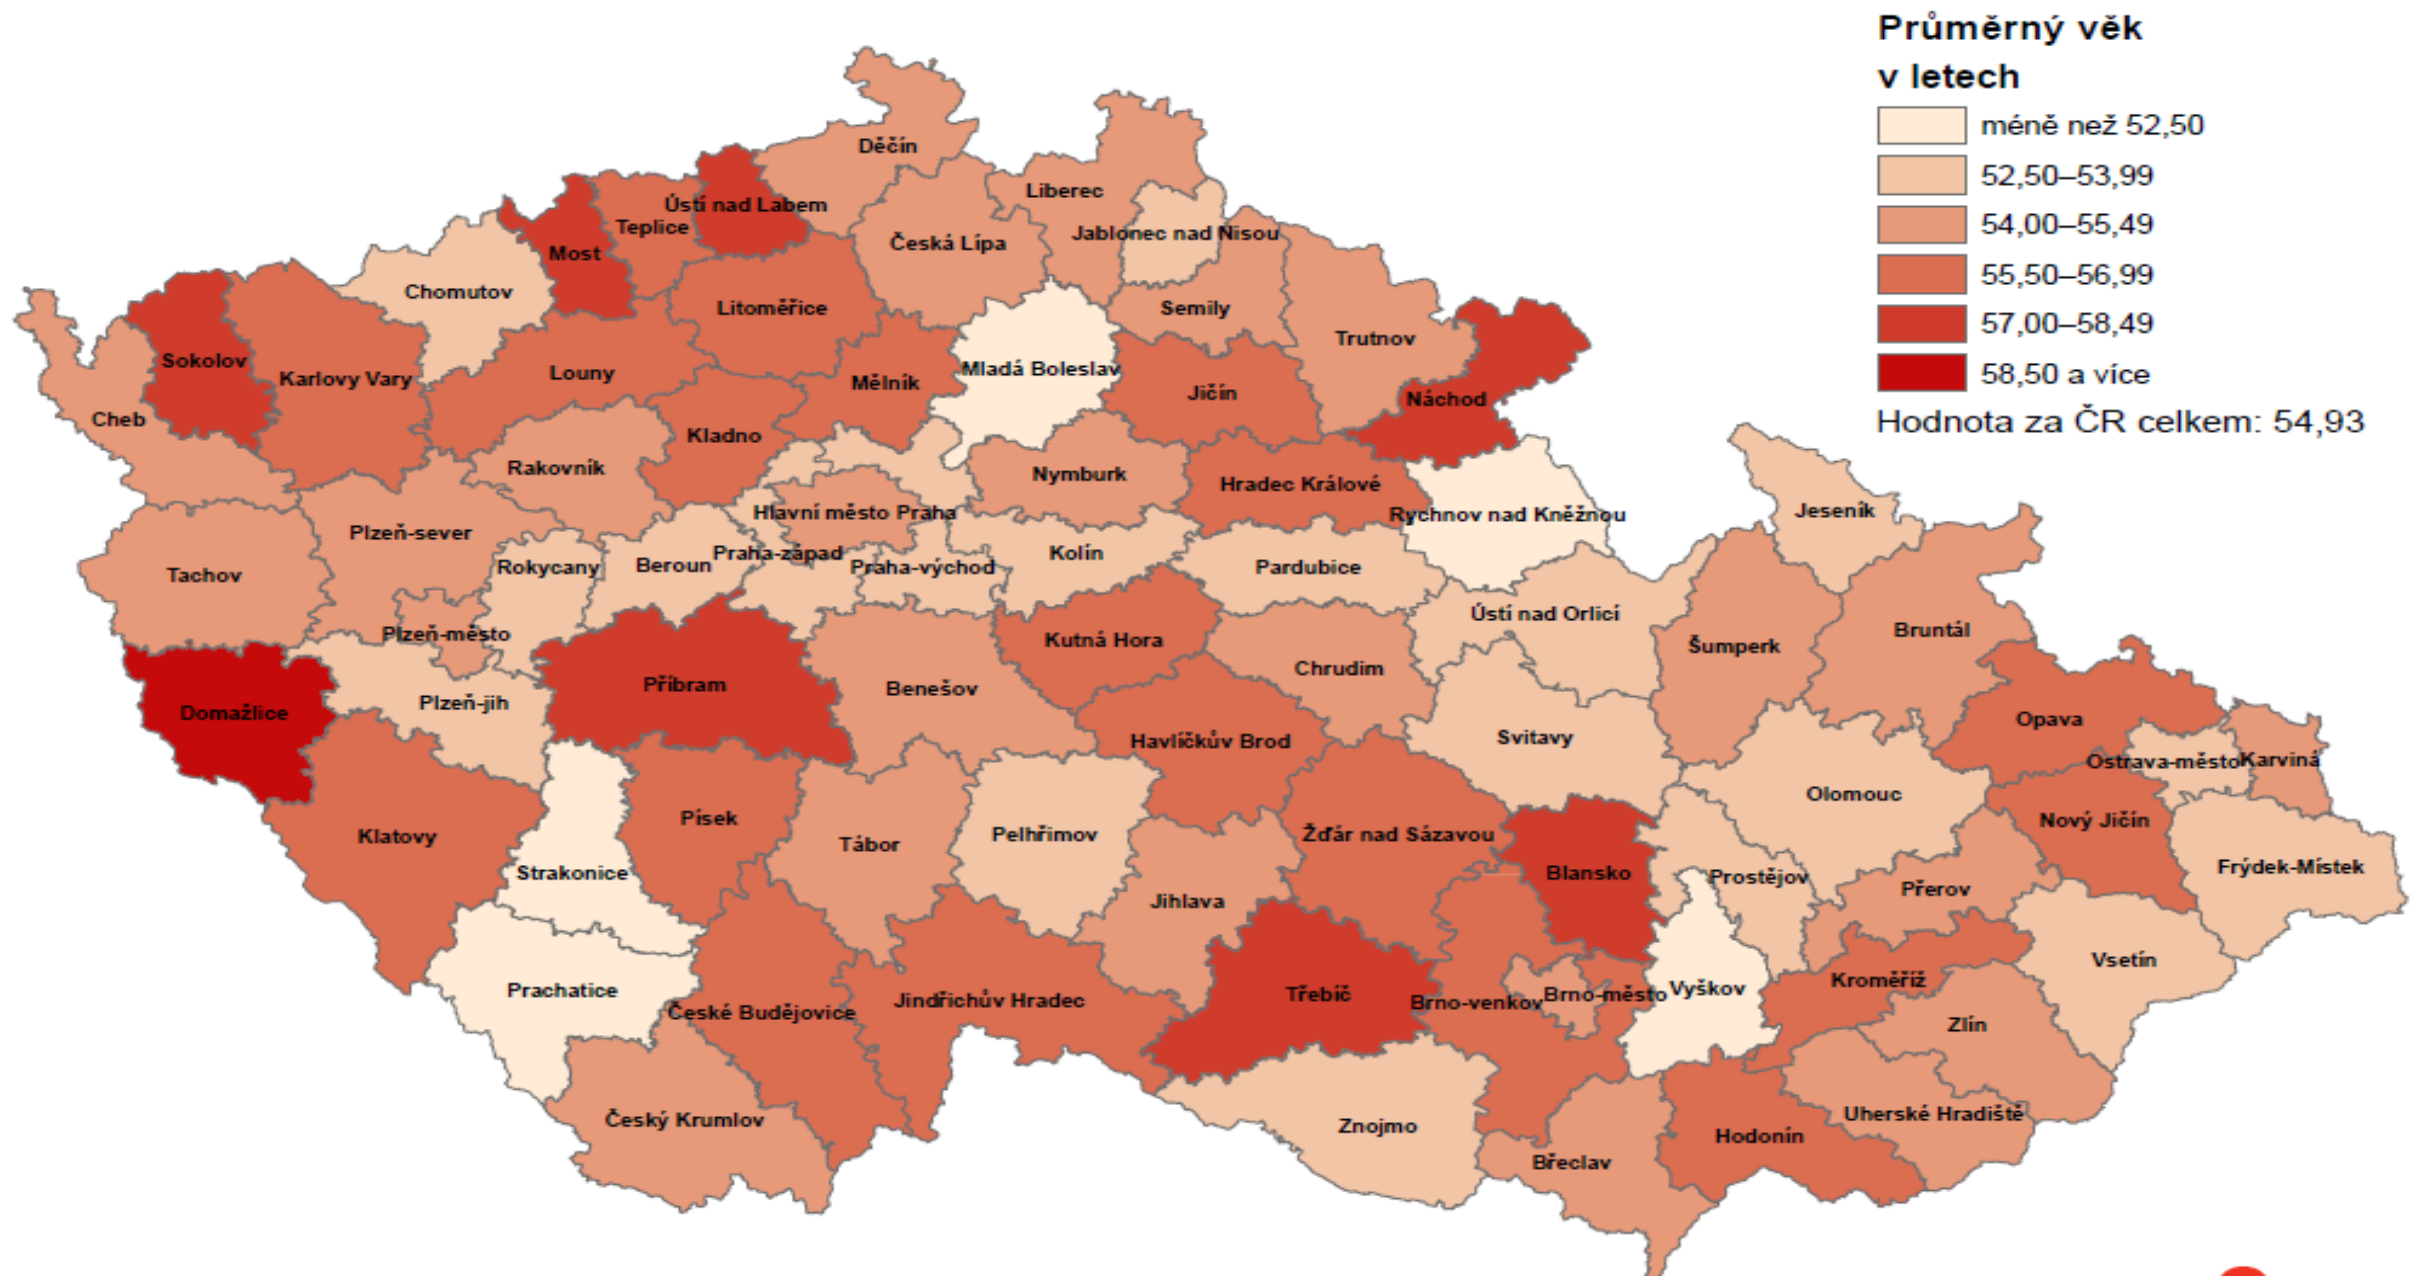 Průměrný věk
v letech
méně než 52,50
52,50–53,99
54,00–55,49
55,50–56,99
57,00–58,49
58,50 a více
Hodnota za ČR celkem: 54,93
Děčín
Liberec
Ústí nad Labem
Teplice
Jablonec nad Nisou
Česká Lípa
Most
Chomutov
Litoměřice
Semily
Trutnov
Sokolov
Karlovy Vary
Louny
Mělník
Mladá Boleslav
Jičín
Náchod
Cheb
Kladno
Rakovník
Nymburk
Hradec Králové
Hlavní město Praha
Rychnov nad Kněžnou
Jeseník
Plzeň-sever
Praha-západ
Kolín
Tachov
Rokycany
Beroun
Praha-východ
Pardubice
Ústí nad Orlicí
Plzeň-město
Kutná Hora
Chrudim
Šumperk
Bruntál
Příbram
Benešov
Domažlice
Plzeň-jih
Opava
Havlíčkův Brod
Svitavy
Ostrava-město
Karviná
Olomouc
Klatovy
Písek
Tábor
Pelhřimov
Žďár nad Sázavou
Nový Jičín
Strakonice
Blansko
Prostějov
Přerov
Frýdek-Místek
Jihlava
Prachatice
Vsetín
Kroměříž
České Budějovice
Jindřichův Hradec
Třebíč
Brno-venkov
Brno-město
Vyškov
Zlín
Český Krumlov
Znojmo
Uherské Hradiště
Hodonín
Břeclav